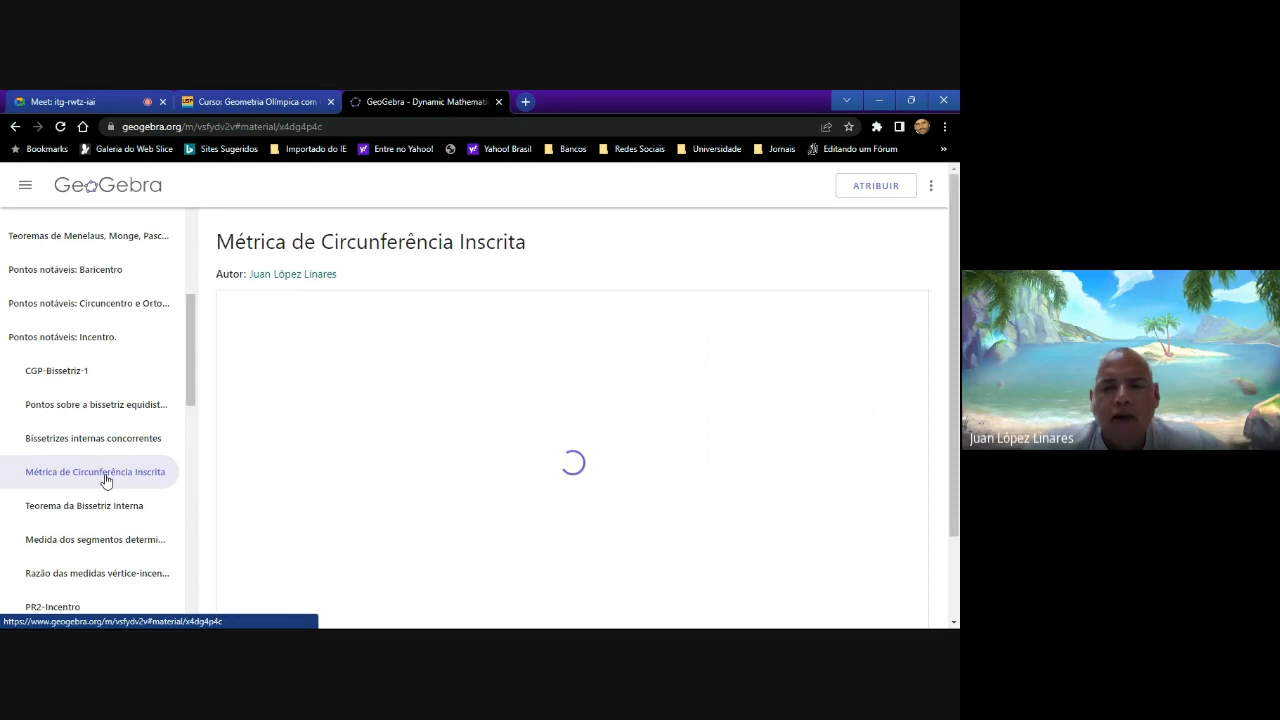 Meet: itg-rwtz-iai
Curso: Geometria Olímpica com
GeoGebra - Dynamic Mathemati
geogebra.org/m/vsfydv2v#material/x4dg4p4c
Bookmarks
Galeria do Web Slice
Sites Sugeridos
Importado do IE
Entre no Yahoo!
Yahoo! Brasil
Bancos
Redes Sociais
Universidade
Jornais
Editando um Fórum
»
GeoGebra
ATRIBUIR
Teoremas de Menelaus, Monge, Pasc...
Pontos notáveis: Baricentro
Pontos notáveis: Circuncentro e Orto...
Pontos notáveis: Incentro.
CGP-Bissetriz-1
Pontos sobre a bissetriz equidist...
Bissetrizes internas concorrentes
Métrica de Circunferência Inscrita
Teorema da Bissetriz Interna
Medida dos segmentos determi...
Razão das medidas vértice-incen...
PR2-Incentro
https://www.geogebra.org/m/vsfydv2v#material/x4dg4p4c
Métrica de Circunferência Inscrita
Autor: Juan López Linares
Juan López Linares